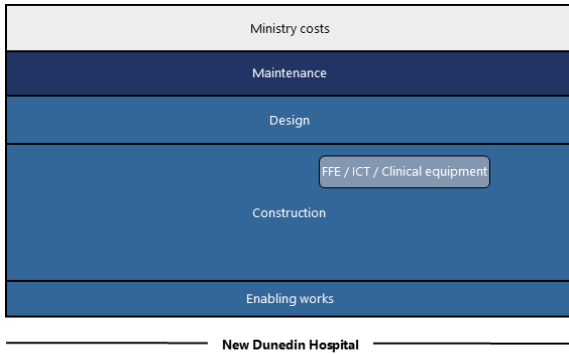 Ministry costs
Maintenance
Design
FFE / ICT / Clinical equipment
Construction
Enabling works
New Dunedin Hospital